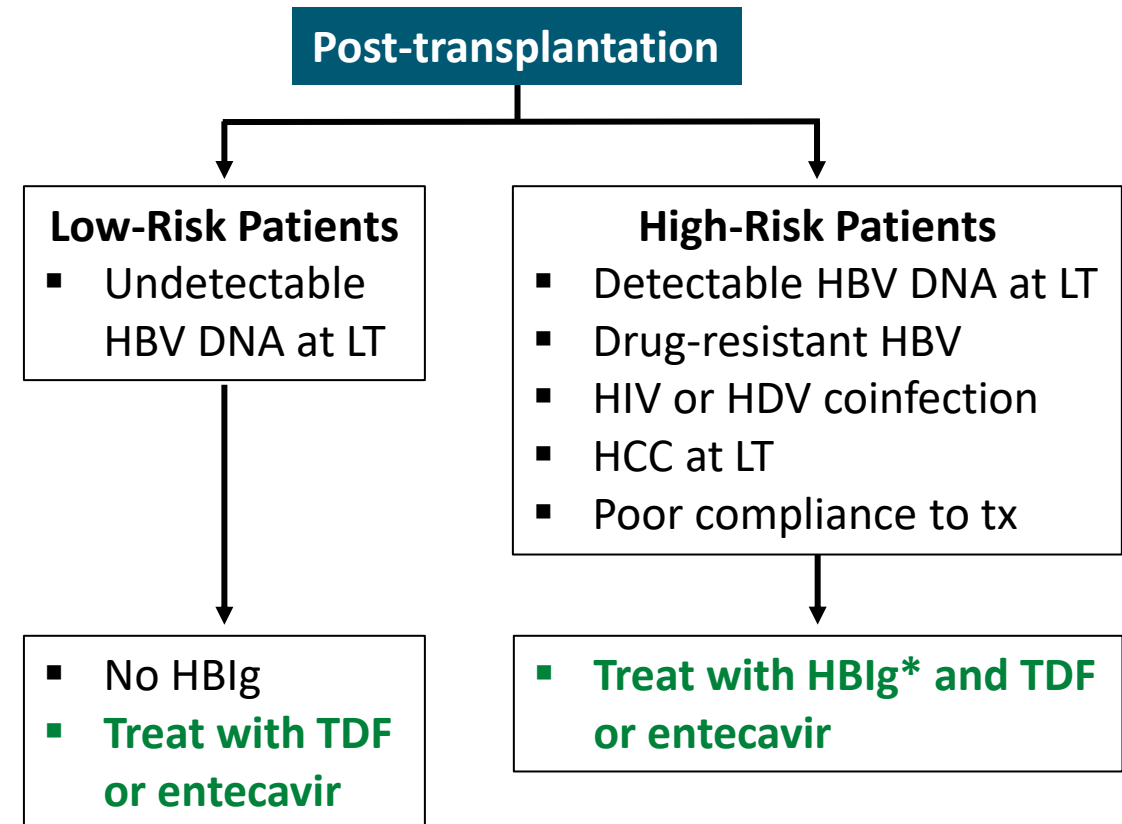 Post-transplantation
Low-Risk Patients
▪ Undetectable
HBV DNA at LT
High-Risk Patients
▪ Detectable HBV DNA at LT
▪ Drug-resistant HBV
▪ HIV or HDV coinfection
▪ HCC at LT
▪ Poor compliance to tx
▪ No HBIg
▪ Treat with TDF
or entecavir
▪ Treat with HBIg* and TDF
or entecavir